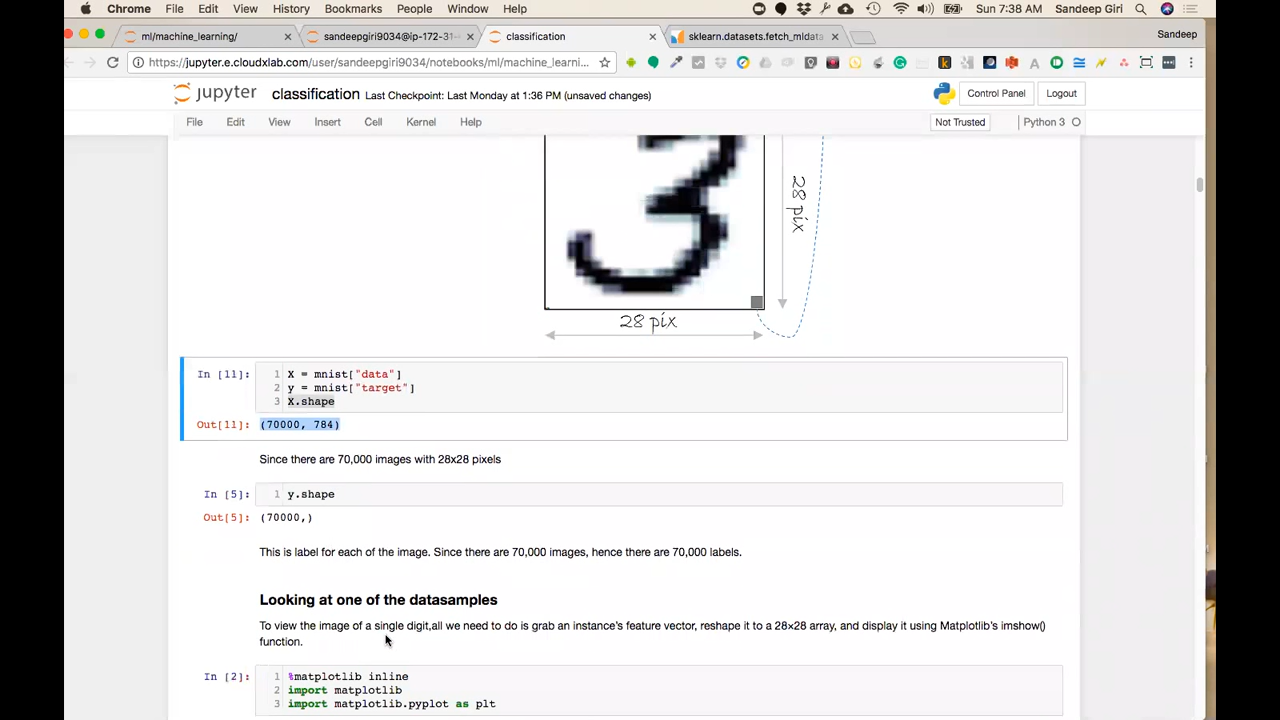 Chrome File Edit View History Bookmarks People Window Help Sun 7:38 AM Sandeep Giri
ml/machine_learning/ sandeepgiri9034@ip-172-31- classification sklearn.datasets.fetch_mldata Sandeep
https://jupyter.e.cloudxlab.com/user/sandeepgiri9034/notebooks/ml/machine_learni...
jupyter classification Last Checkpoint: Last Monday at 1:36 PM (unsaved changes) Control Panel Logout
File Edit View Insert Cell Kernel Help Not Trusted Python 3
3
28 pix
28 pix
In [11]: 1 X = mnist["data"]
2 y = mnist["target"]
3 X.shape
Out[11]: (70000, 784)
Since there are 70,000 images with 28x28 pixels
In [5]: 1 y.shape
Out[5]: (70000,)
This is label for each of the image. Since there are 70,000 images, hence there are 70,000 labels.
Looking at one of the datasamples
To view the image of a single digit,all we need to do is grab an instance's feature vector, reshape it to a 28×28 array, and display it using Matplotlib's imshow()
function.
In [2]: 1 %matplotlib inline
2 import matplotlib
3 import matplotlib.pyplot as plt